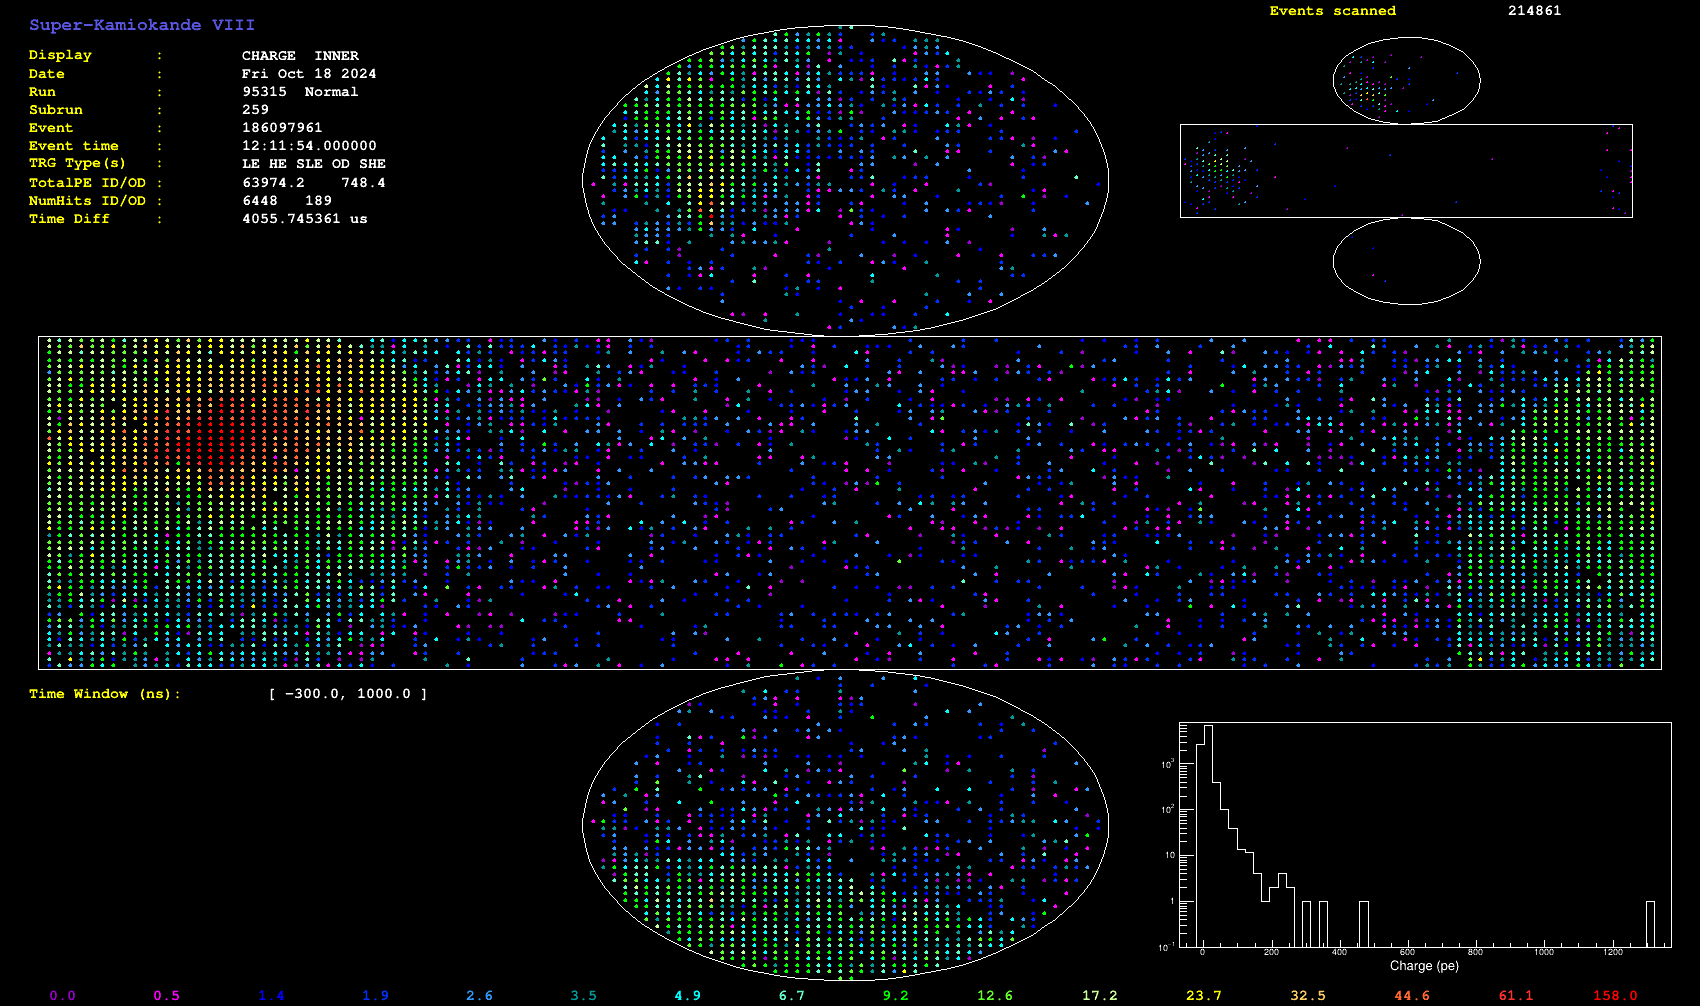 Super-Kamiokande VIII
Events scanned 214861
Display : CHARGE INNER
Date : Fri Oct 18 2024
Run : 95315 Normal
Subrun : 259
Event : 186097961
Event time : 12:11:54.000000
TRG Type(s) : LE HE SLE OD SHE
TotalPE ID/OD : 63974.2 748.4
NumHits ID/OD : 6448 189
Time Diff : 4055.745361 us
Time Window (ns): [ -300.0, 1000.0 ]
10^3
10^2
10
1
10^-1
0 200 400 600 800 1000 1200
Charge (pe)
0.0 0.5 1.4 1.9 2.6 3.5 4.9 6.7 9.2 12.6 17.2 23.7 32.5 44.6 61.1 158.0